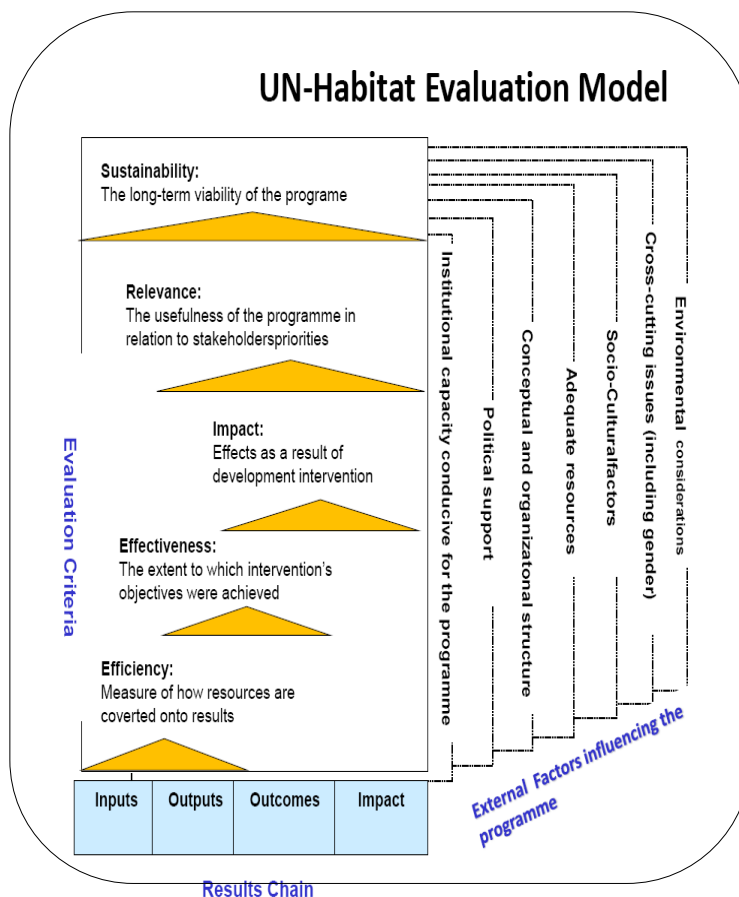 UN-Habitat Evaluation Model
Sustainability:
The long-term viability of the programe
Relevance:
The usefulness of the programme in
relation to stakeholderspriorities
Impact:
Effects as a result of
development intervention
Effectiveness:
The extent to which intervention's
objectives were achieved
Efficiency:
Measure of how resources are
coverted onto results
Evaluation Criteria
Institutional capacity conducive for the programme
Political support
Conceptual and organizatonal structure
Adequate resources
Socio-Culturalfactors
Cross-cutting issues (including gender)
Environmental considerations
External Factors influencing the
programme
Inputs
Outputs
Outcomes
Impact
Results Chain